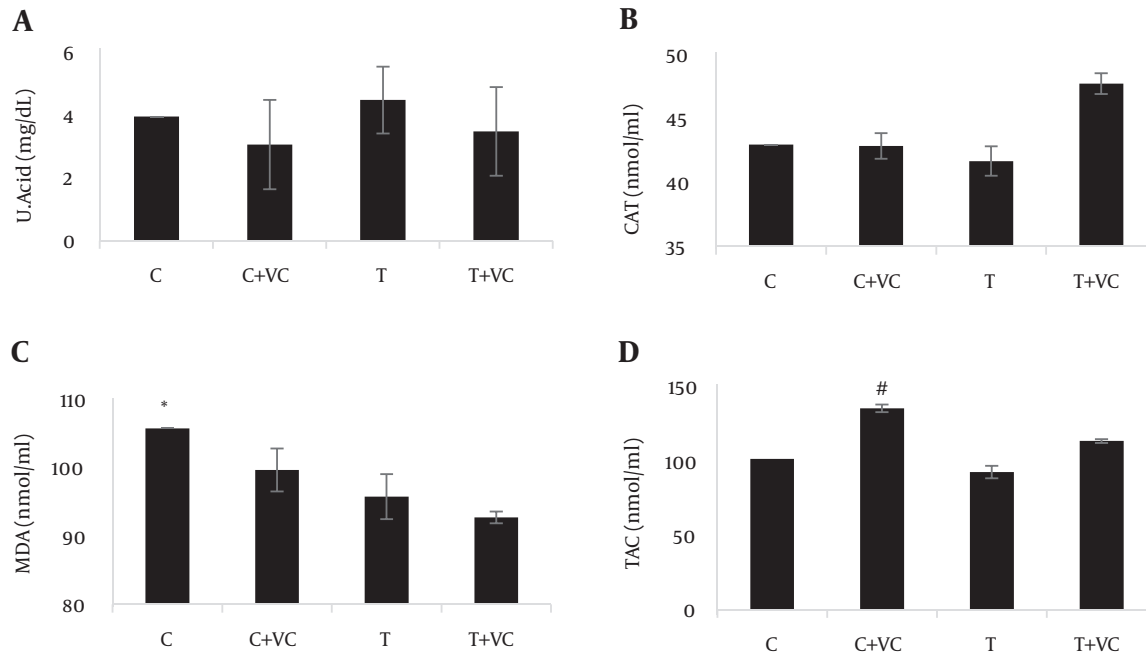 A
U.Acid (mg/dL)
6
4
2
0
C C+VC T T+VC
B
CAT (nmol/ml)
50
45
40
35
C C+VC T T+VC
C
MDA (nmol/ml)
110
100
90
80
*
C C+VC T T+VC
D
TAC (nmol/ml)
150
100
50
0
#
C C+VC T T+VC